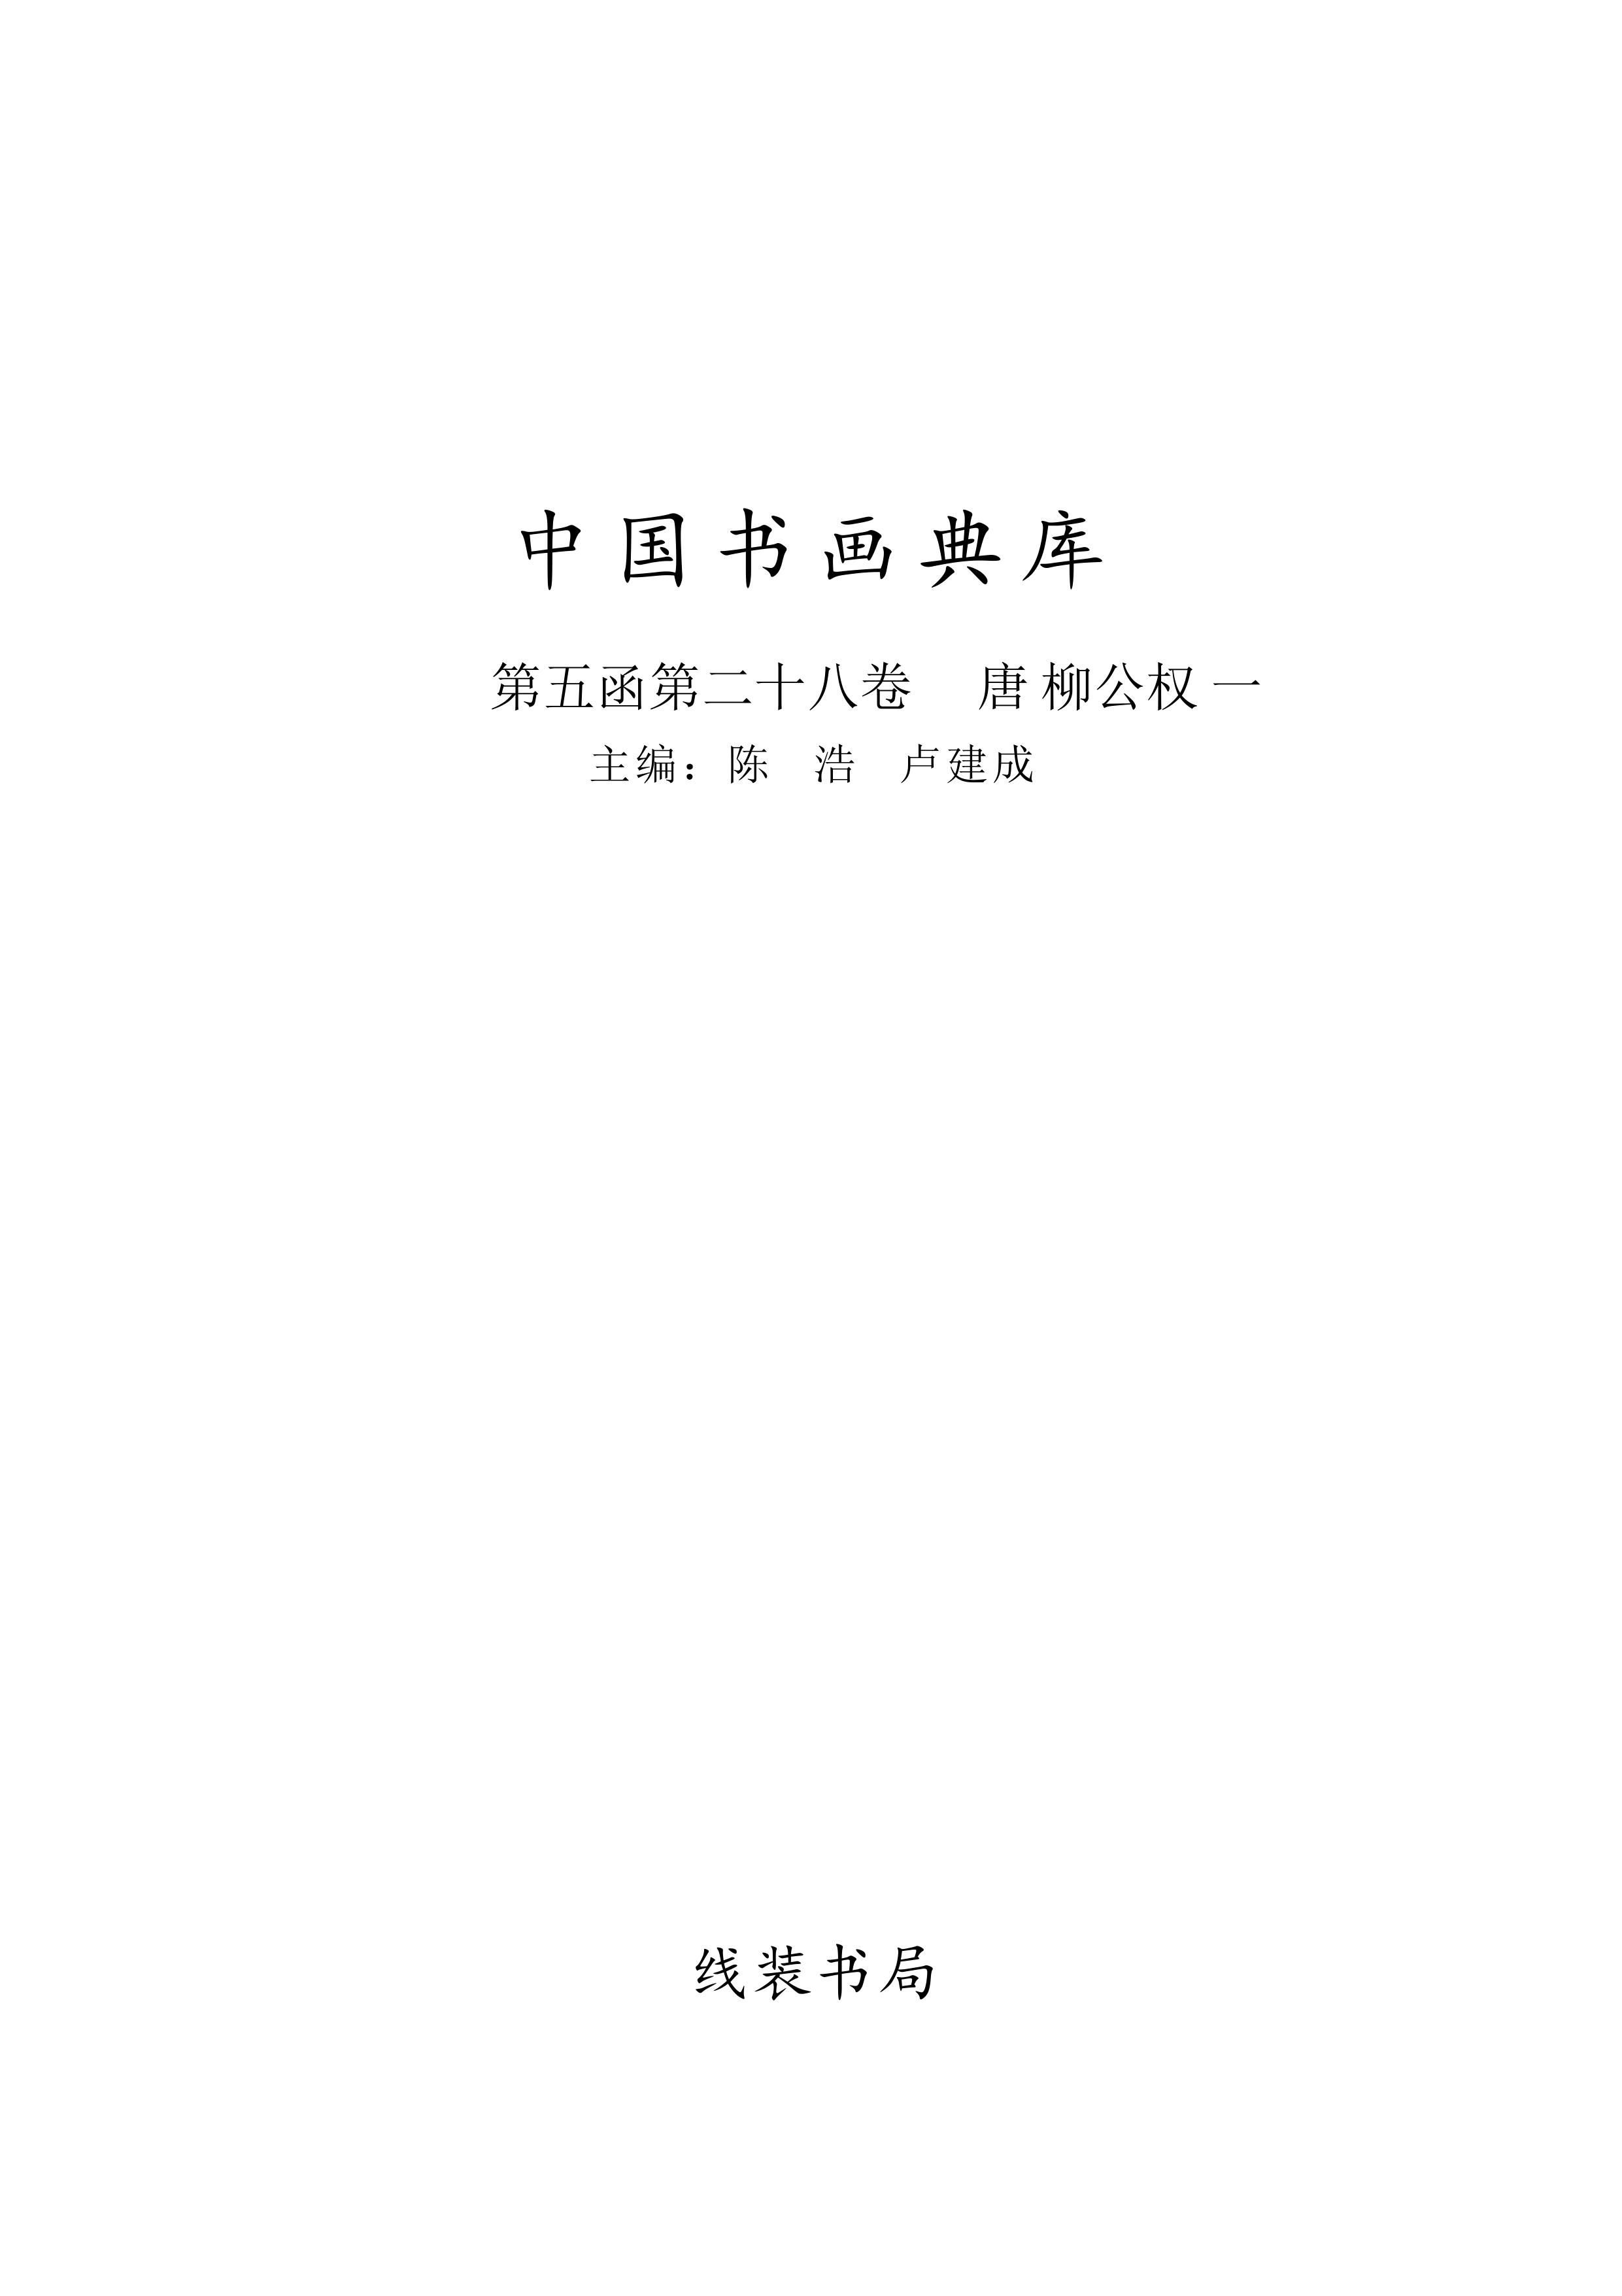 中国书画典库
第五函第二十八卷　唐 柳公权 一
主编：陈　浩　卢建成
线装书局